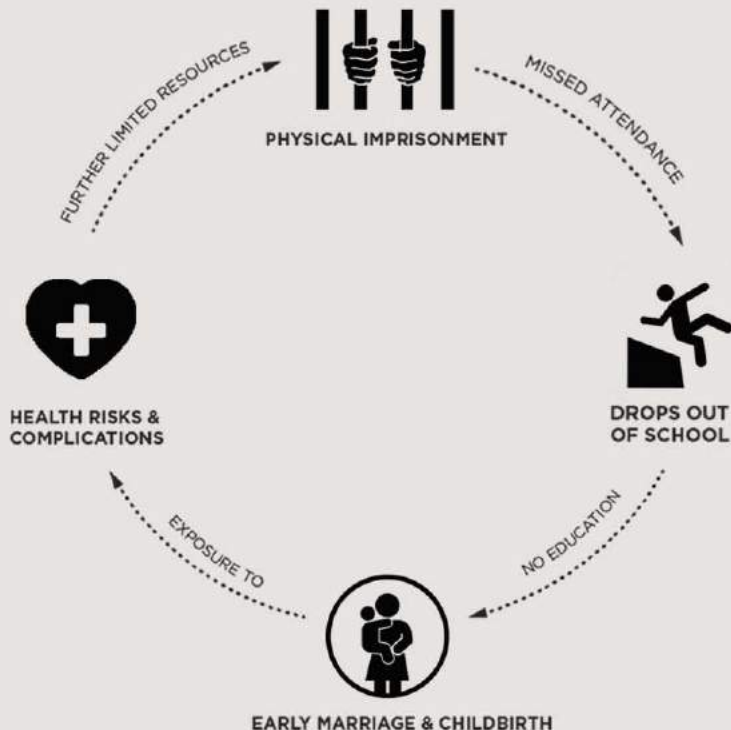 PHYSICAL IMPRISONMENT
MISSED ATTENDANCE
DROPS OUT
OF SCHOOL
NO EDUCATION
EARLY MARRIAGE & CHILDBIRTH
EXPOSURE TO
HEALTH RISKS &
COMPLICATIONS
FURTHER LIMITED RESOURCES